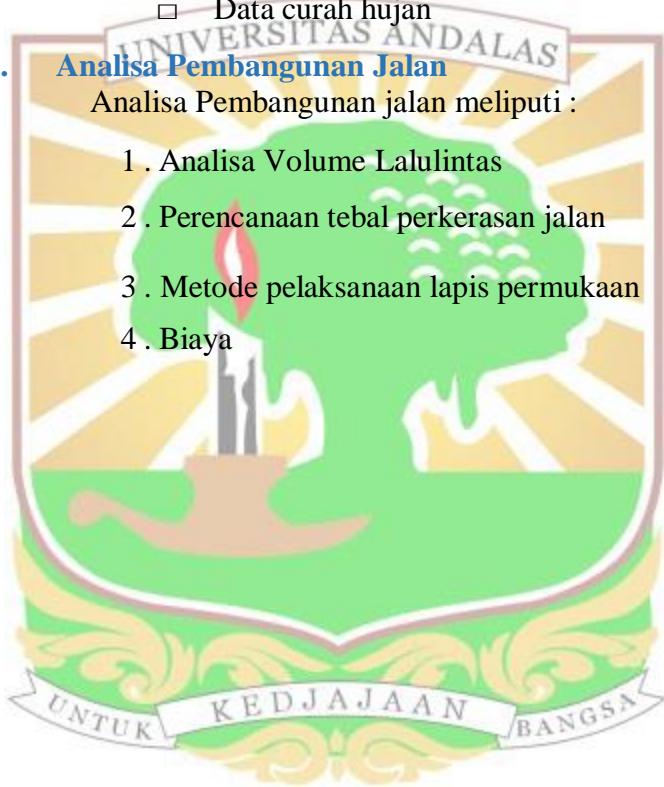 □ Data curah hujan
UNIVERSITAS ANDALAS
. Analisa Pembangunan Jalan
Analisa Pembangunan jalan meliputi :
1 . Analisa Volume Lalulintas
2 . Perencanaan tebal perkerasan jalan
3 . Metode pelaksanaan lapis permukaan
4 . Biaya
UNTUK KEDJAJAAN BANGSA